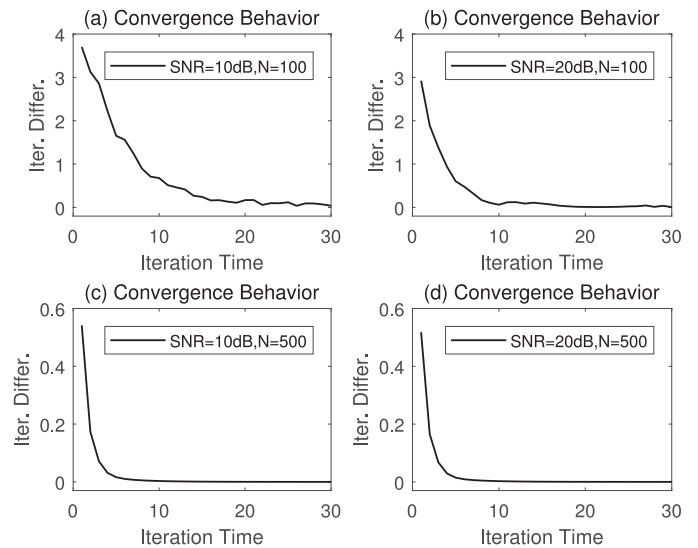 (a) Convergence Behavior
4
3
2
1
0
Iter. Differ.
SNR=10dB,N=100
0 10 20 30
Iteration Time
(b) Convergence Behavior
4
3
2
1
0
Iter. Differ.
SNR=20dB,N=100
0 10 20 30
Iteration Time
(c) Convergence Behavior
0.6
0.4
0.2
0
Iter. Differ.
SNR=10dB,N=500
0 10 20 30
Iteration Time
(d) Convergence Behavior
0.6
0.4
0.2
0
Iter. Differ.
SNR=20dB,N=500
0 10 20 30
Iteration Time